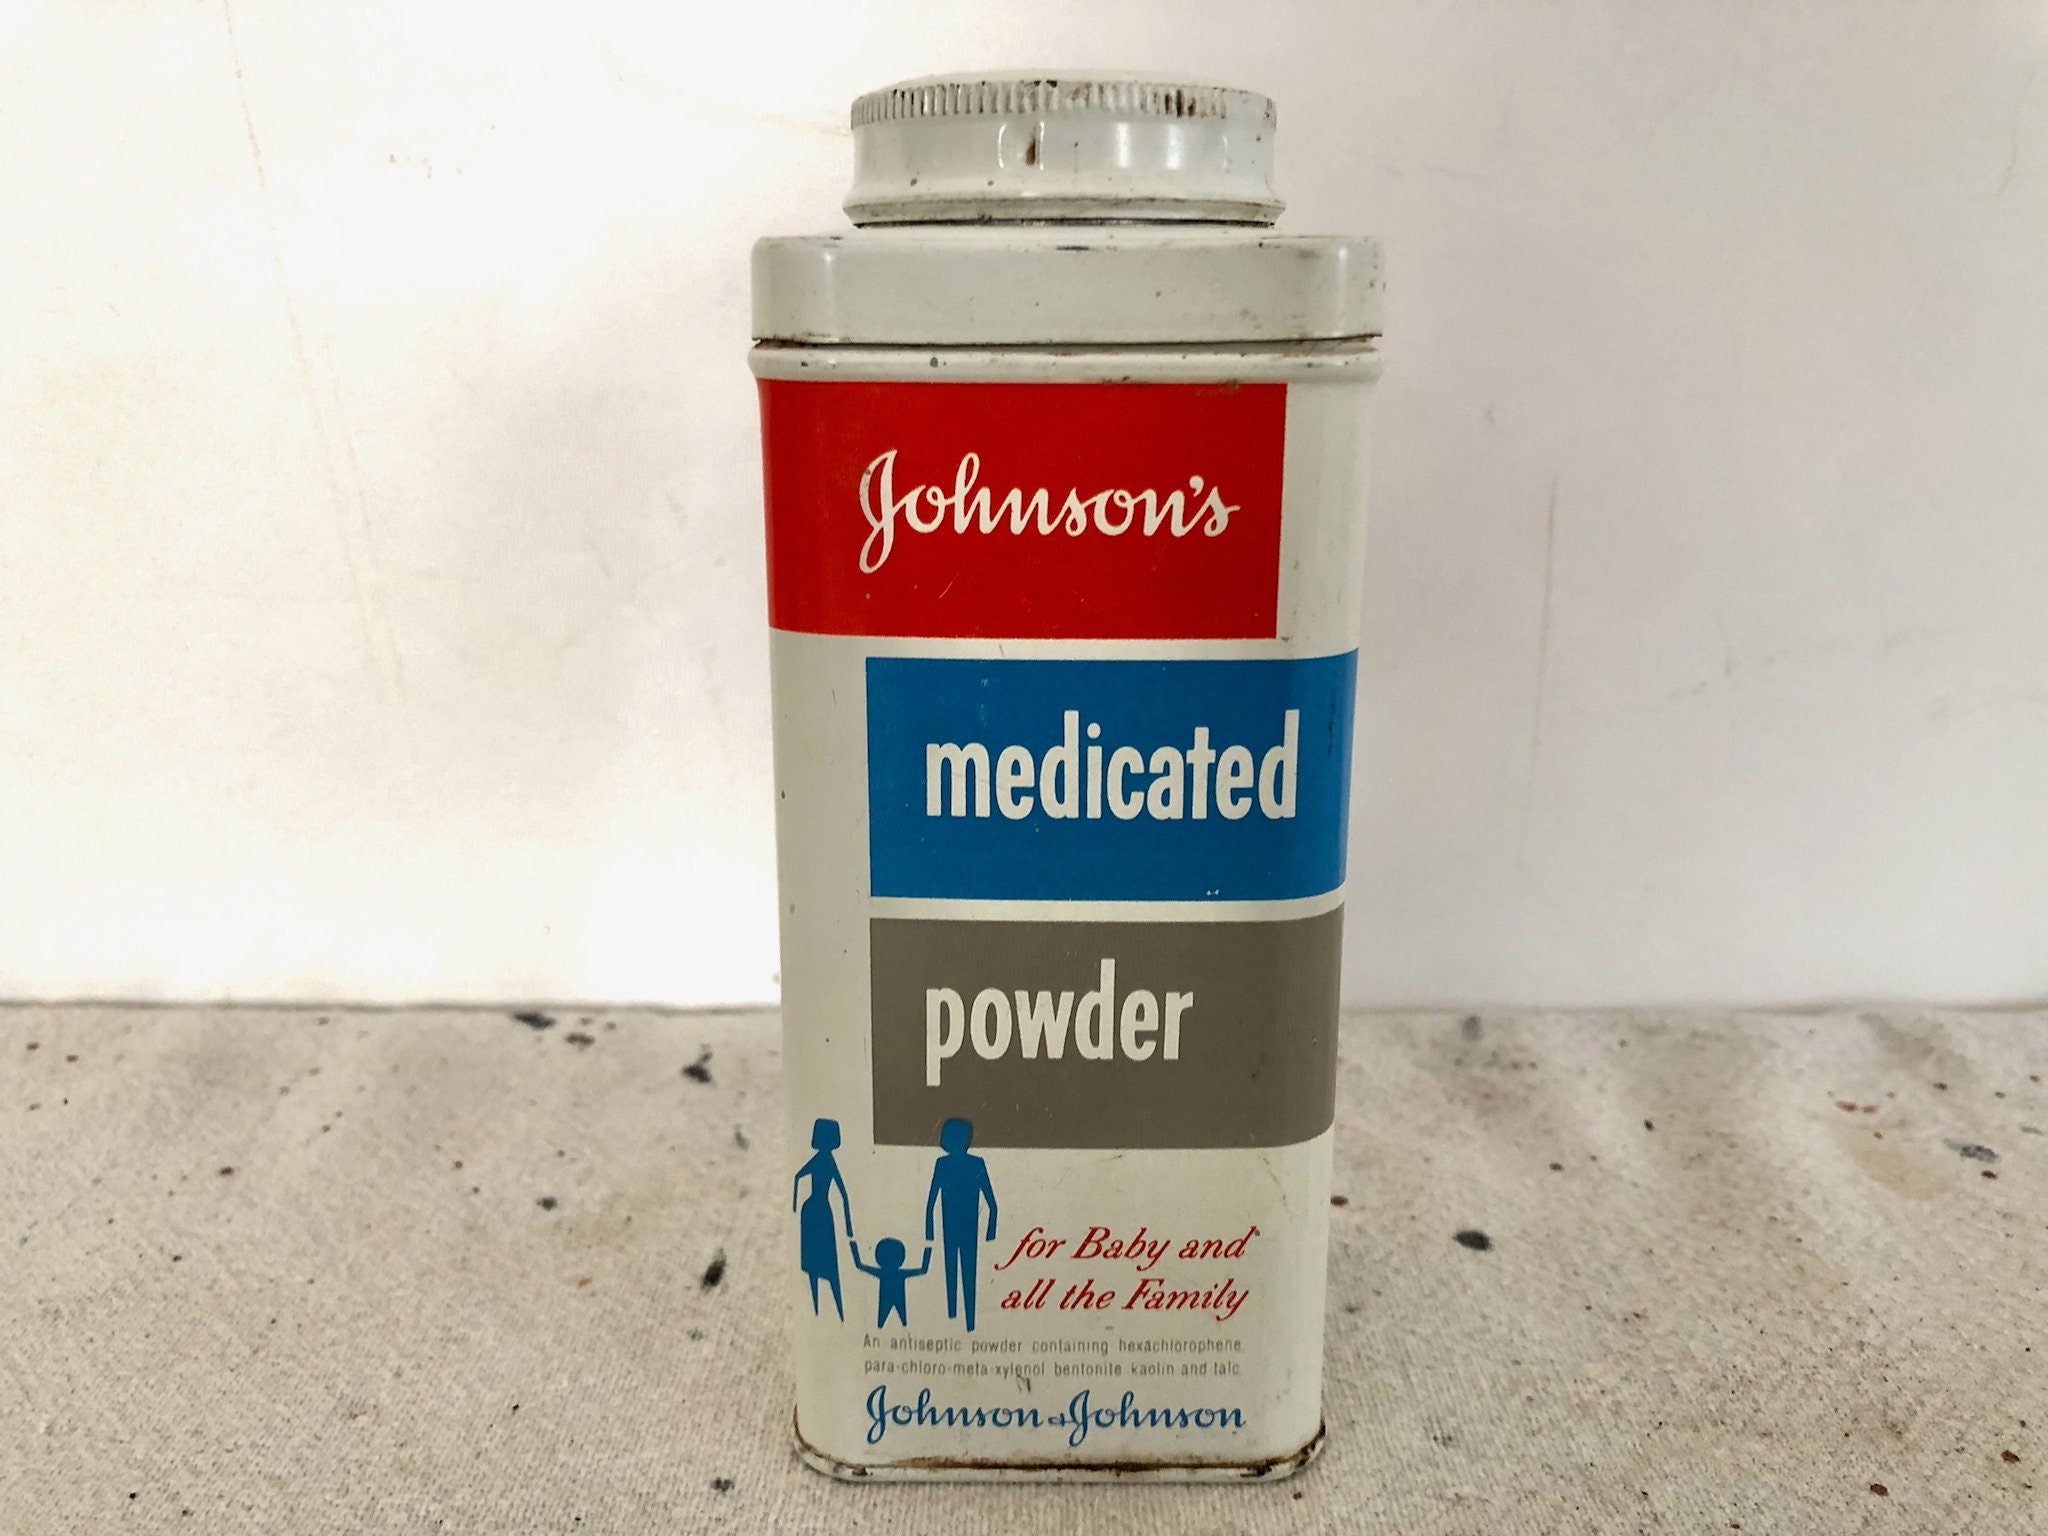 Johnson's
medicated
powder
for Baby and
all the Family
An antiseptic powder containing hexachlorophene
para-chloro-meta-xylenol bentonite kaolin and talc
Johnson & Johnson